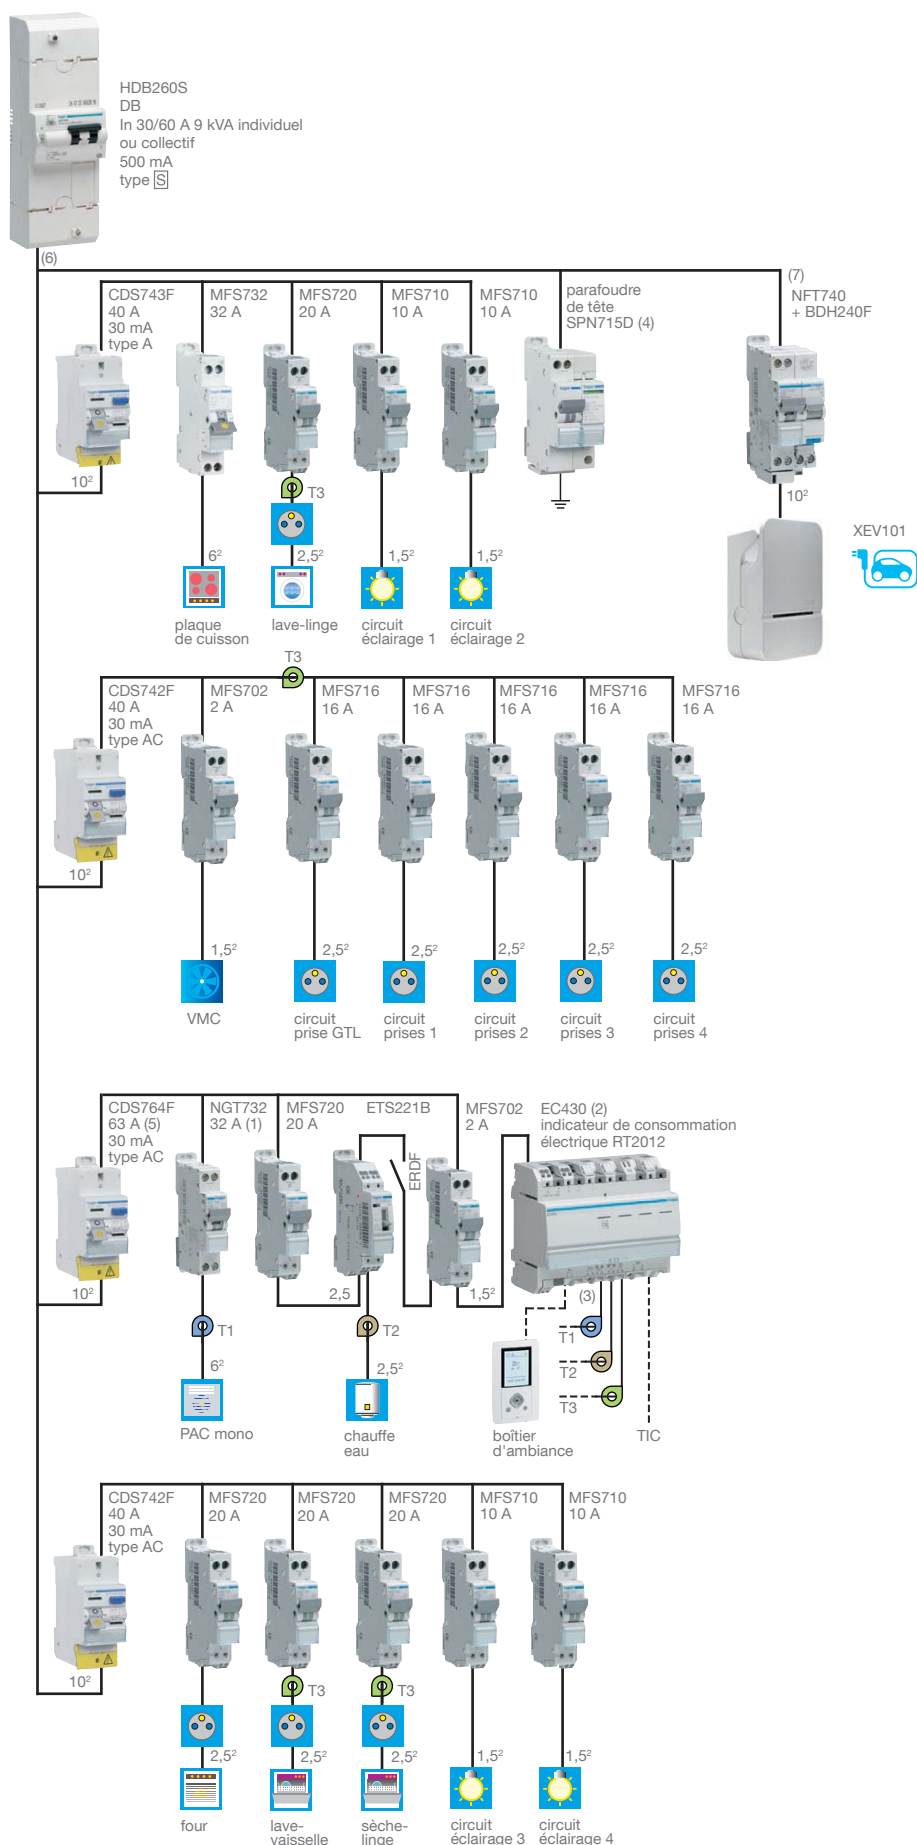 HDB260S
DB
In 30/60 A 9 kVA individuel
ou collectif
500 mA
type S
(6)
CDS743F
40 A
30 mA
type A
MFS732
32 A
MFS720
20 A
MFS710
10 A
MFS710
10 A
parafoudre
de tête
SPN715D (4)
(7)
NFT740
+ BDH240F
10²
T3
10²
XEV101
6²
2,5²
1,5²
1,5²
plaque
de cuisson
lave-linge
circuit
éclairage 1
circuit
éclairage 2
T3
CDS742F
40 A
30 mA
type AC
MFS702
2 A
MFS716
16 A
MFS716
16 A
MFS716
16 A
MFS716
16 A
MFS716
16 A
10²
1,5²
2,5²
2,5²
2,5²
2,5²
2,5²
VMC
circuit
prise GTL
circuit
prises 1
circuit
prises 2
circuit
prises 3
circuit
prises 4
CDS764F
63 A (5)
30 mA
type AC
NGT732
32 A (1)
MFS720
20 A
ETS221B
ERDF
MFS702
2 A
EC430 (2)
indicateur de consommation
électrique RT2012
10²
2,5
1,5²
(3)
T1
T2
T1
T2
T3
6²
2,5²
PAC mono
chauffe
eau
boîtier
d'ambiance
TIC
CDS742F
40 A
30 mA
type AC
MFS720
20 A
MFS720
20 A
MFS720
20 A
MFS710
10 A
MFS710
10 A
10²
T3
T3
2,5²
2,5²
2,5²
1,5²
1,5²
four
lave-
vaisselle
sèche-
linge
circuit
éclairage 3
circuit
éclairage 4